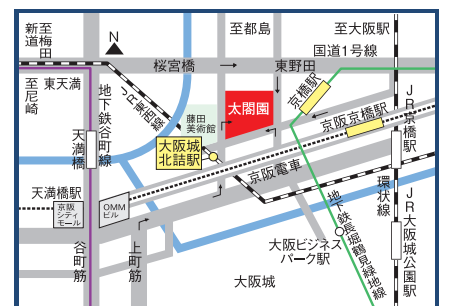 至梅田
新道
N
至都島
至大阪駅
国道1号線
桜宮橋
東野田
至尼崎
東天満
地下鉄谷町線
JR東西線
藤田
美術館
太閤園
京橋駅
京阪京橋駅
JR京橋駅
天満橋
大阪城
北詰駅
天満橋駅
京阪
シティ
モール
OMM
ビル
京阪電車
環状線
地下鉄長堀鶴見緑地線
JR大阪城公園駅
谷町筋
上町筋
大阪ビジネス
パーク駅
大阪城